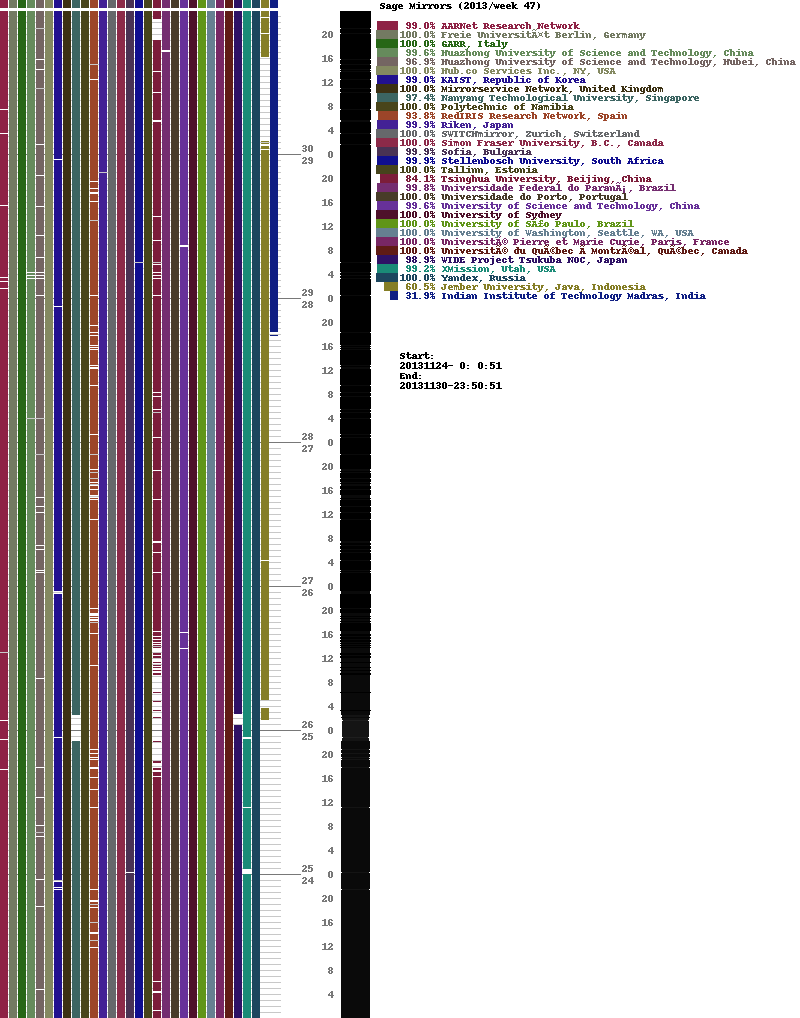 Sage Mirrors (2013/week 47)
99.0% AARNet Research Network
100.0% Freie UniversitÃ¤t Berlin, Germany
100.0% GARR, Italy
99.6% Huazhong University of Science and Technology, China
96.9% Huazhong University of Science and Technology, Hubei, China
100.0% Hub.co Services Inc., NY, USA
99.0% KAIST, Republic of Korea
100.0% Mirrorservice Network, United Kingdom
97.4% Nanyang Technological University, Singapore
100.0% Polytechnic of Namibia
93.8% RedIRIS Research Network, Spain
99.9% Riken, Japan
100.0% SWITCHmirror, Zurich, Switzerland
100.0% Simon Fraser University, B.C., Canada
99.9% Sofia, Bulgaria
99.9% Stellenbosch University, South Africa
100.0% Tallinn, Estonia
84.1% Tsinghua University, Beijing, China
99.8% Universidade Federal do ParanÃ¡, Brazil
100.0% Universidade do Porto, Portugal
99.6% University of Science and Technology, China
100.0% University of Sydney
100.0% University of SÃ£o Paulo, Brazil
100.0% University of Washington, Seattle, WA, USA
100.0% UniversitÃ© Pierre et Marie Curie, Paris, France
100.0% UniversitÃ© du QuÃ©bec A MontrÃ©al, QuÃ©bec, Canada
98.9% WIDE Project Tsukuba NOC, Japan
99.2% XMission, Utah, USA
100.0% Yandex, Russia
60.5% Jember University, Java, Indonesia
31.9% Indian Institute of Technology Madras, India
Start:
20131124- 0: 0:51
End:
20131130-23:50:51
20
16
12
8
4
30
0
29
20
16
12
8
4
29
0
28
20
16
12
8
4
28
0
27
20
16
12
8
4
27
0
26
20
16
12
8
4
26
0
25
20
16
12
8
4
25
0
24
20
16
12
8
4